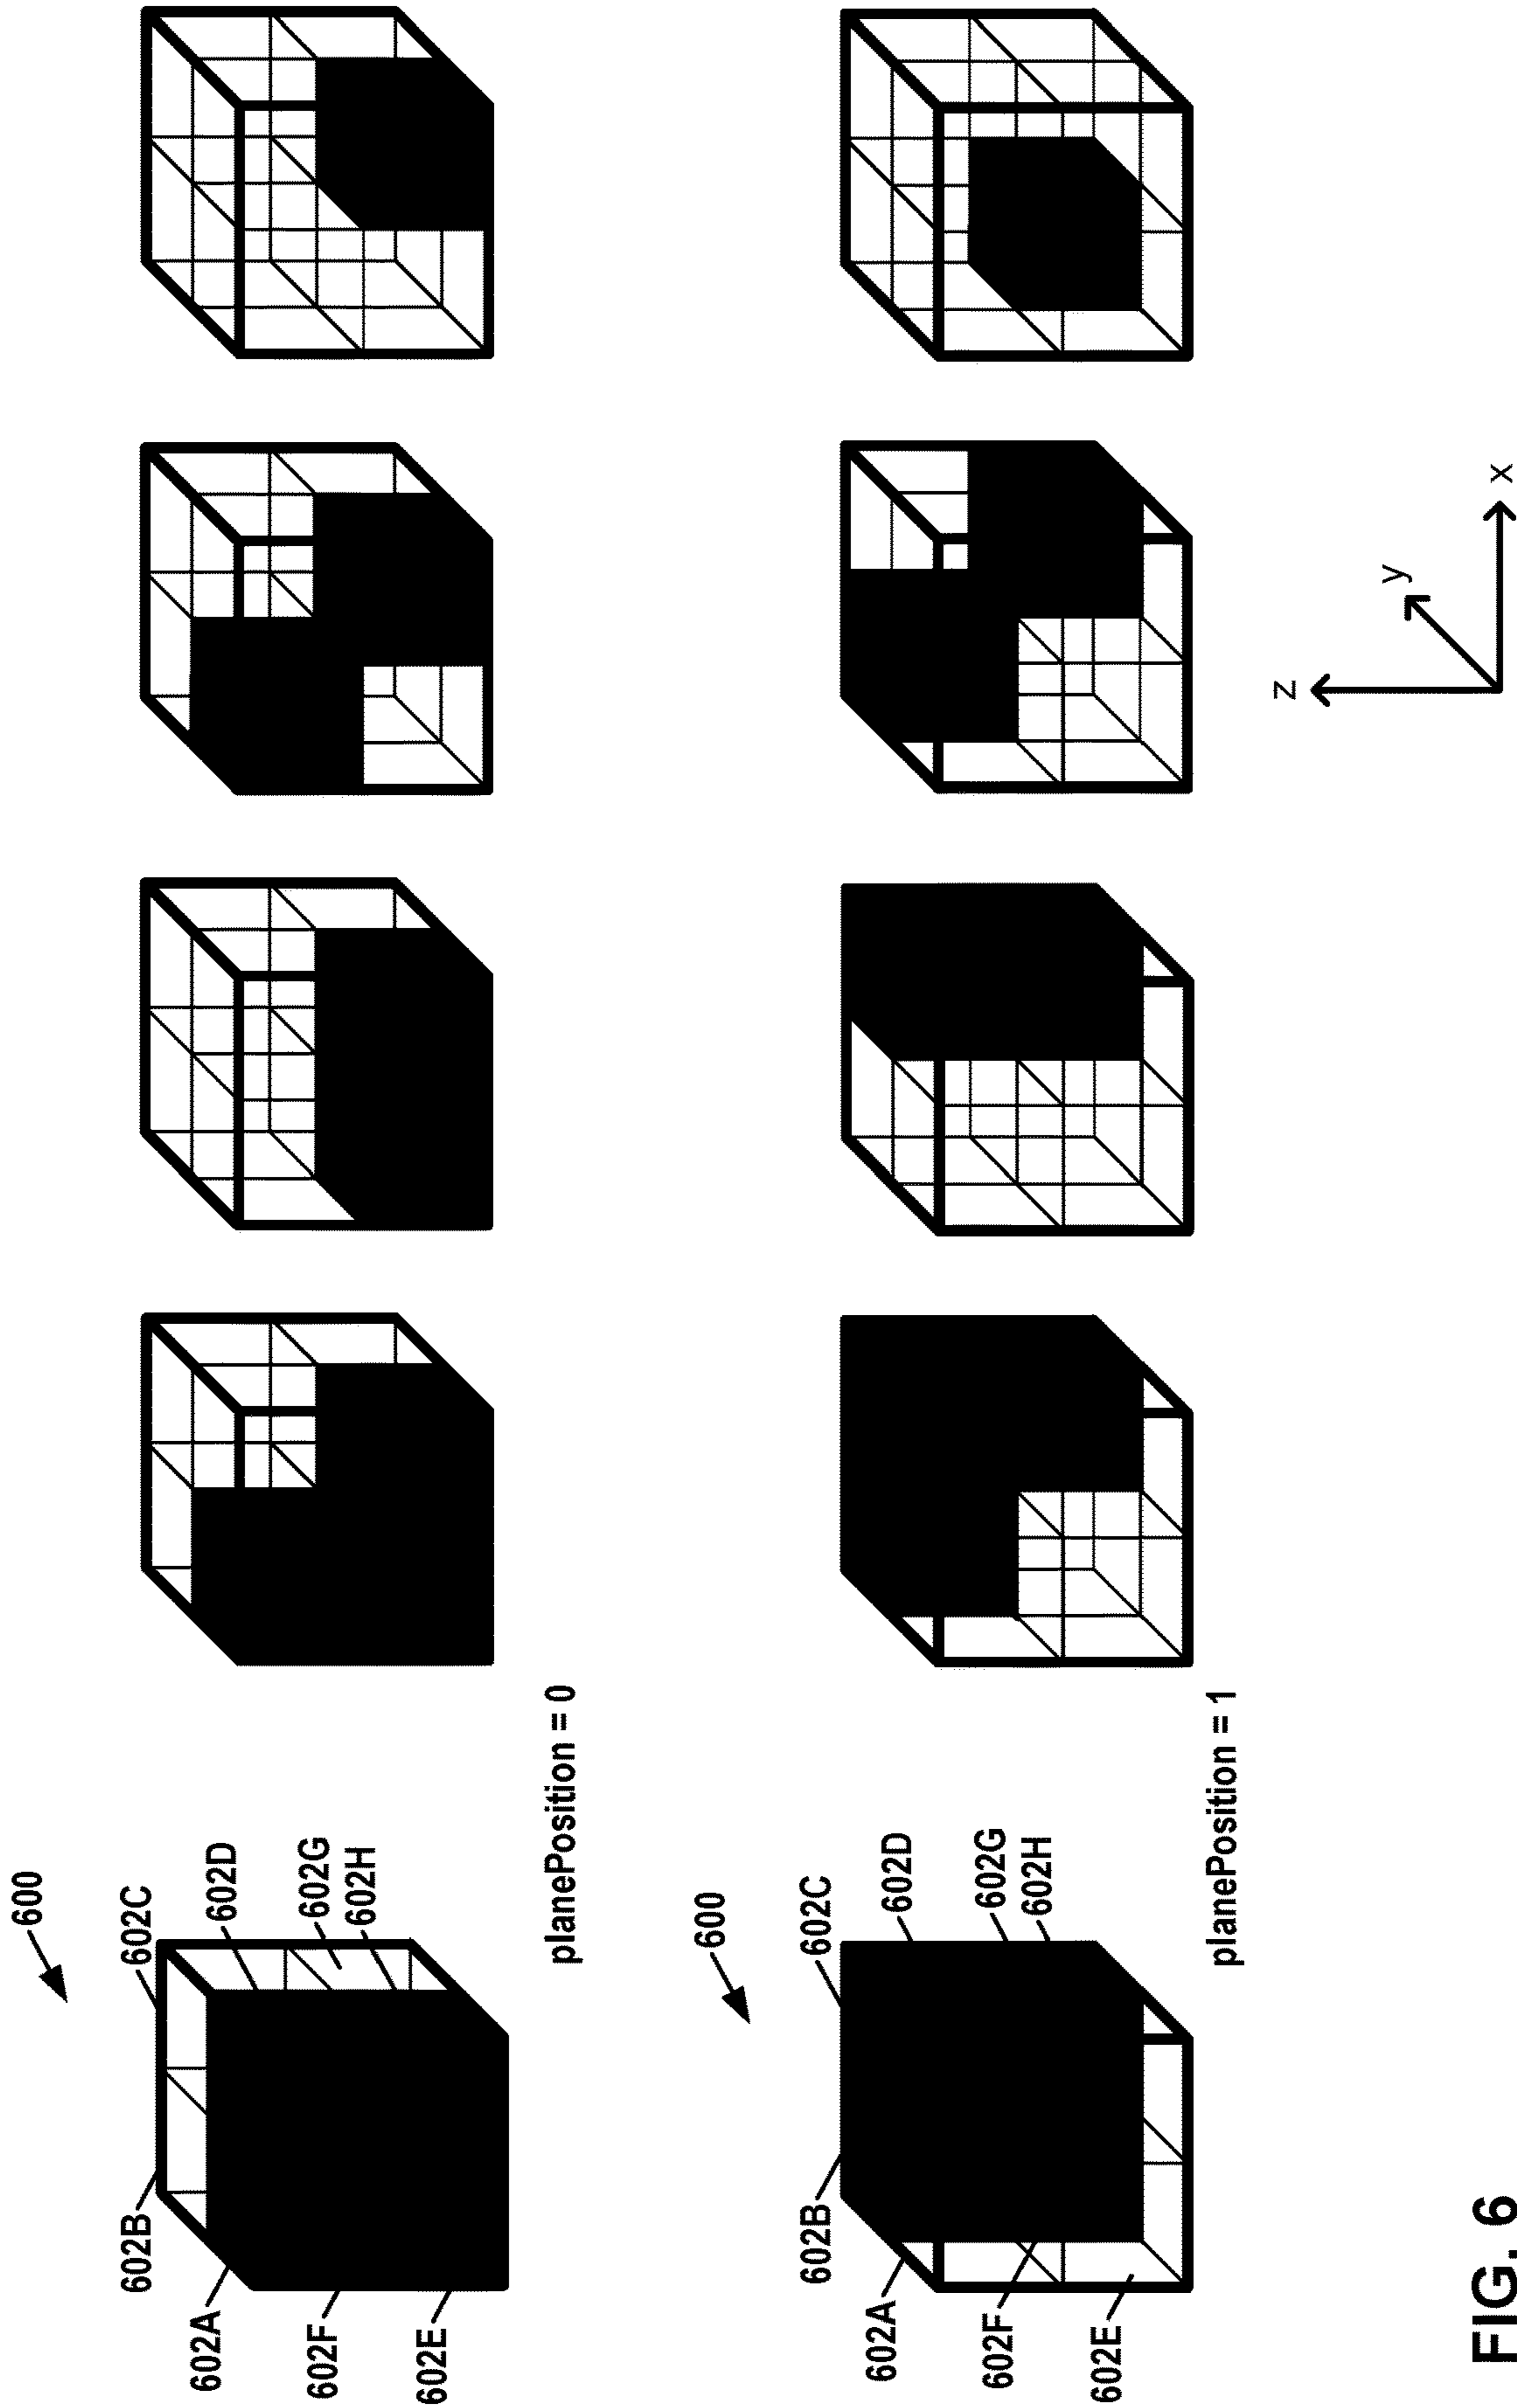 600
602C
602B
602D
602A
602G
602F
602H
602E
planePosition = 0
600
602C
602B
602D
602A
602G
602F
602H
602E
planePosition = 1
z
y
x
FIG. 6